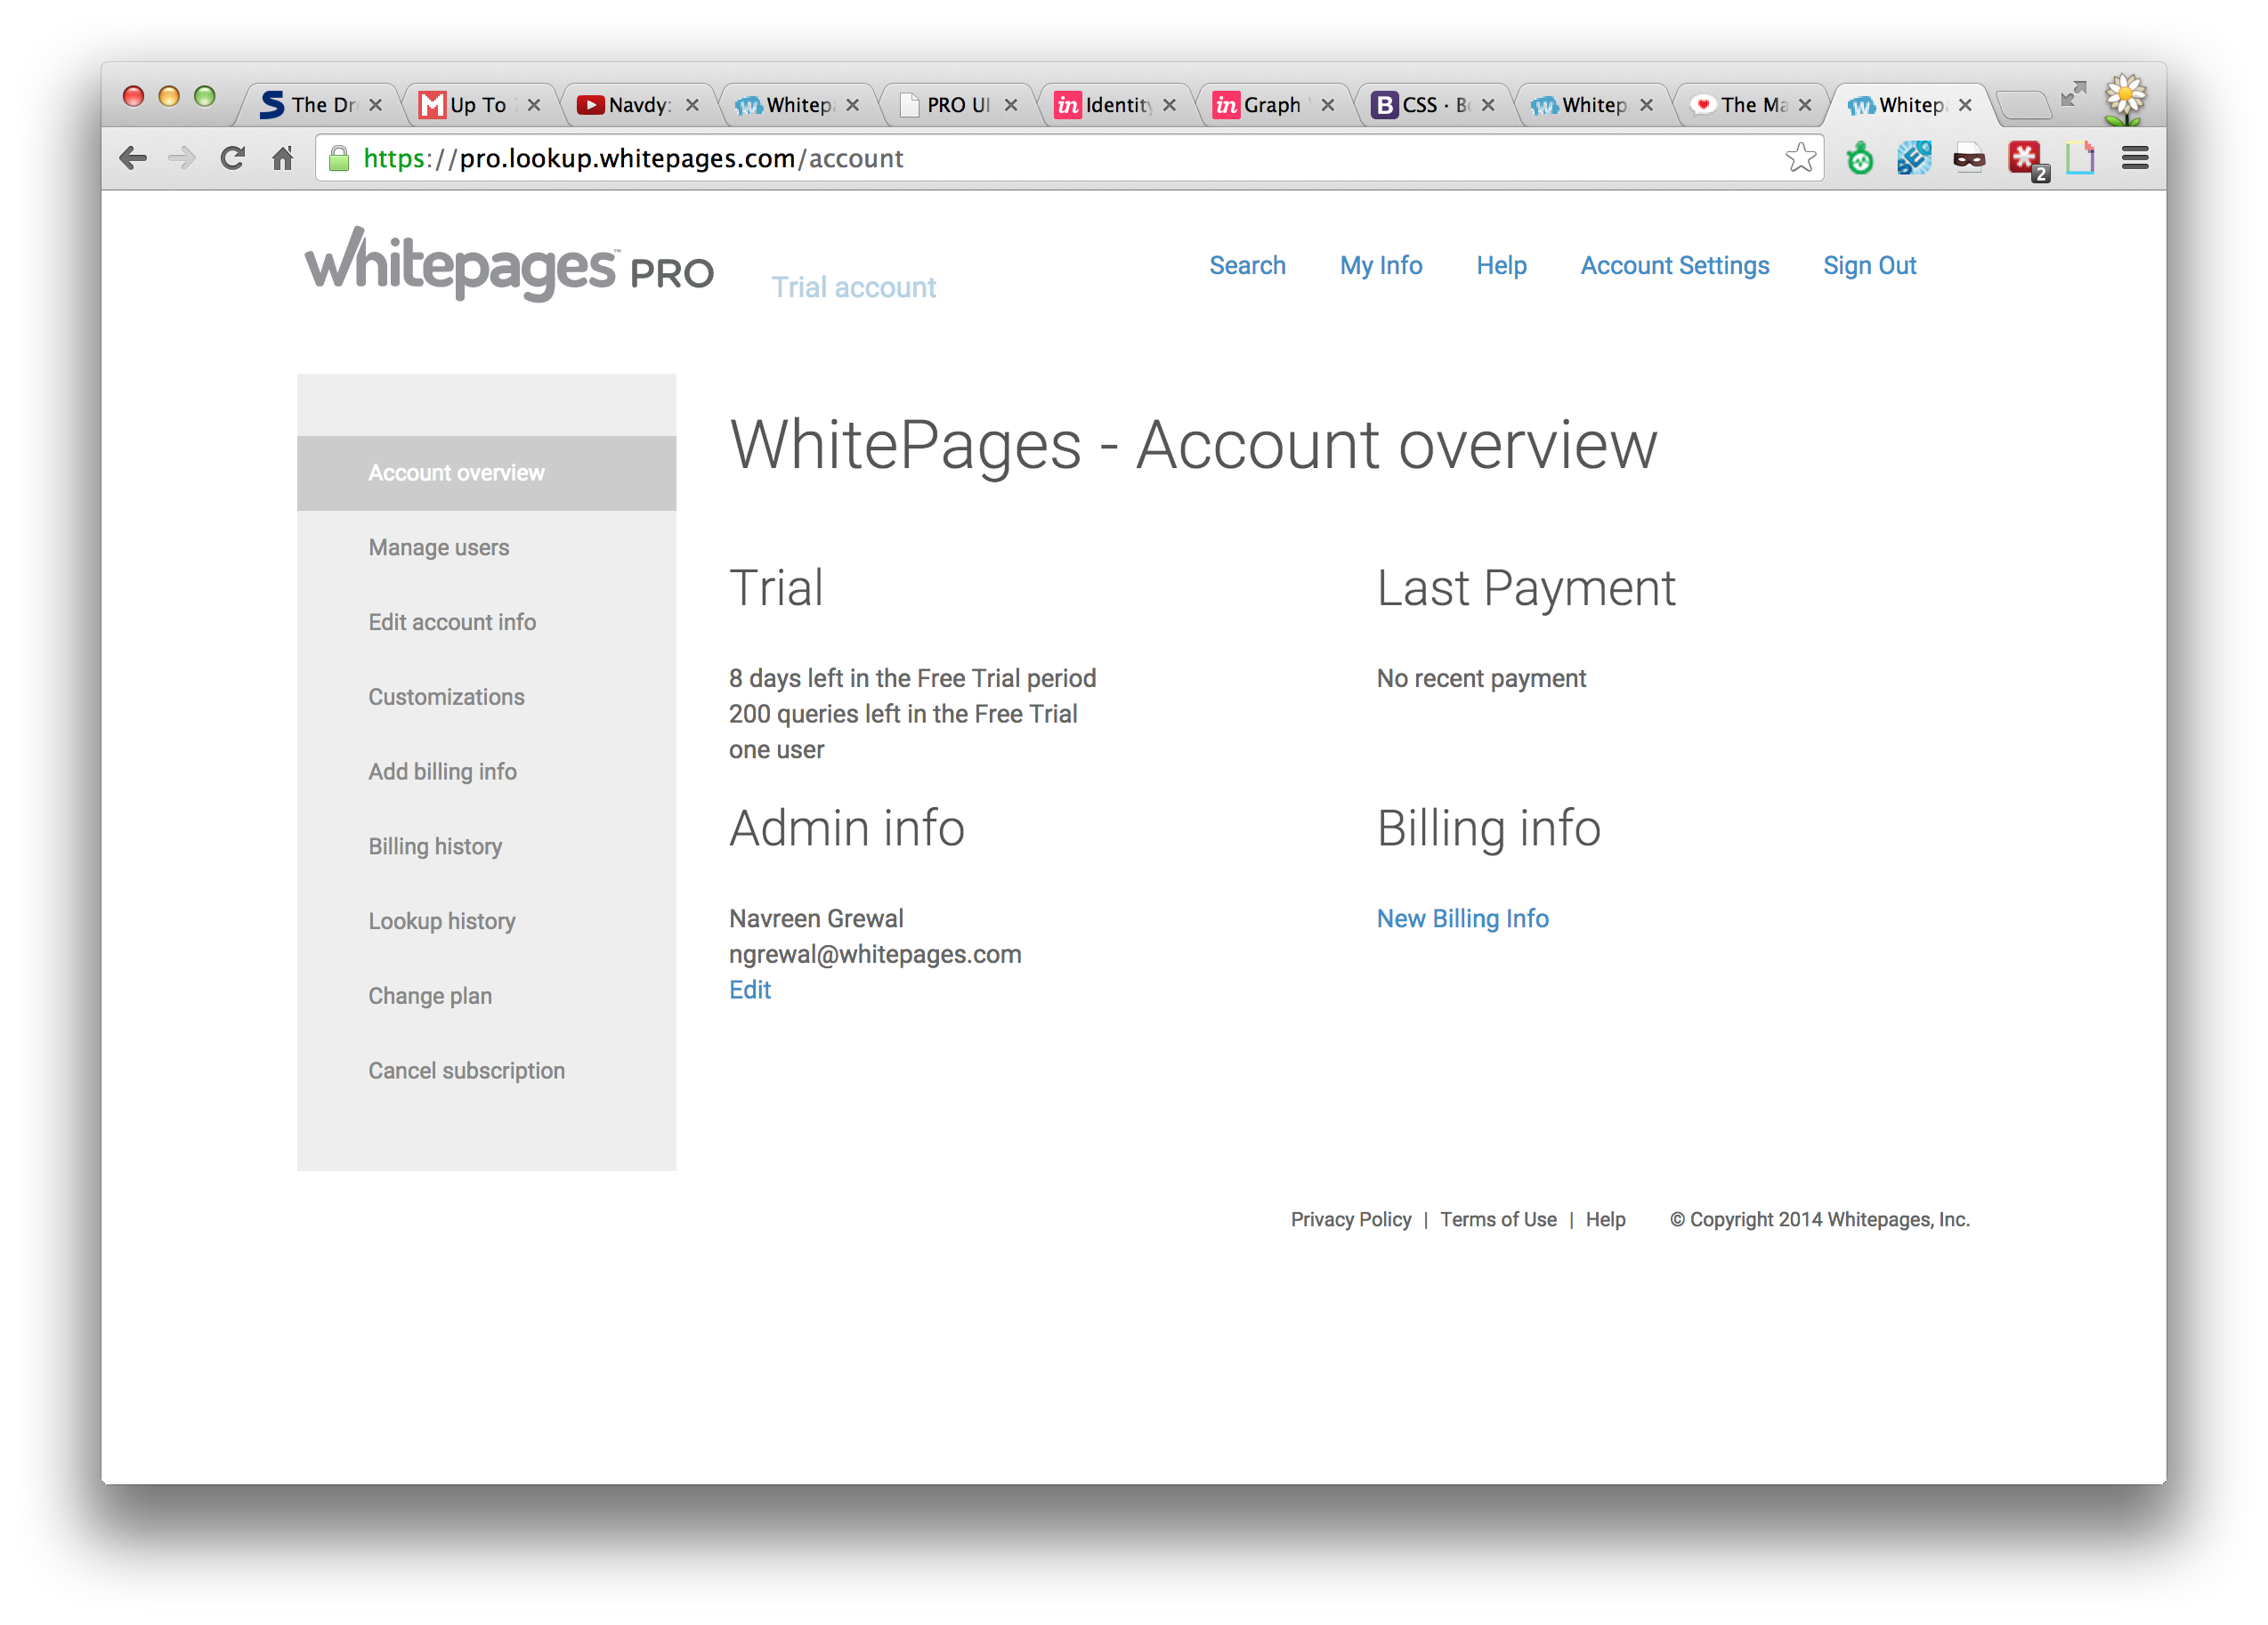 The Dr
Up To
Navdy:
Whitepa
PRO UI
Identity
Graph
CSS · Bo
Whitep
The Ma
Whitepa
https://pro.lookup.whitepages.com/account
2
whitepages™ PRO
Trial account
Search
My Info
Help
Account Settings
Sign Out
Account overview
Manage users
Edit account info
Customizations
Add billing info
Billing history
Lookup history
Change plan
Cancel subscription
WhitePages - Account overview
Trial
8 days left in the Free Trial period
200 queries left in the Free Trial
one user
Last Payment
No recent payment
Admin info
Navreen Grewal
ngrewal@whitepages.com
Edit
Billing info
New Billing Info
Privacy Policy | Terms of Use | Help © Copyright 2014 Whitepages, Inc.